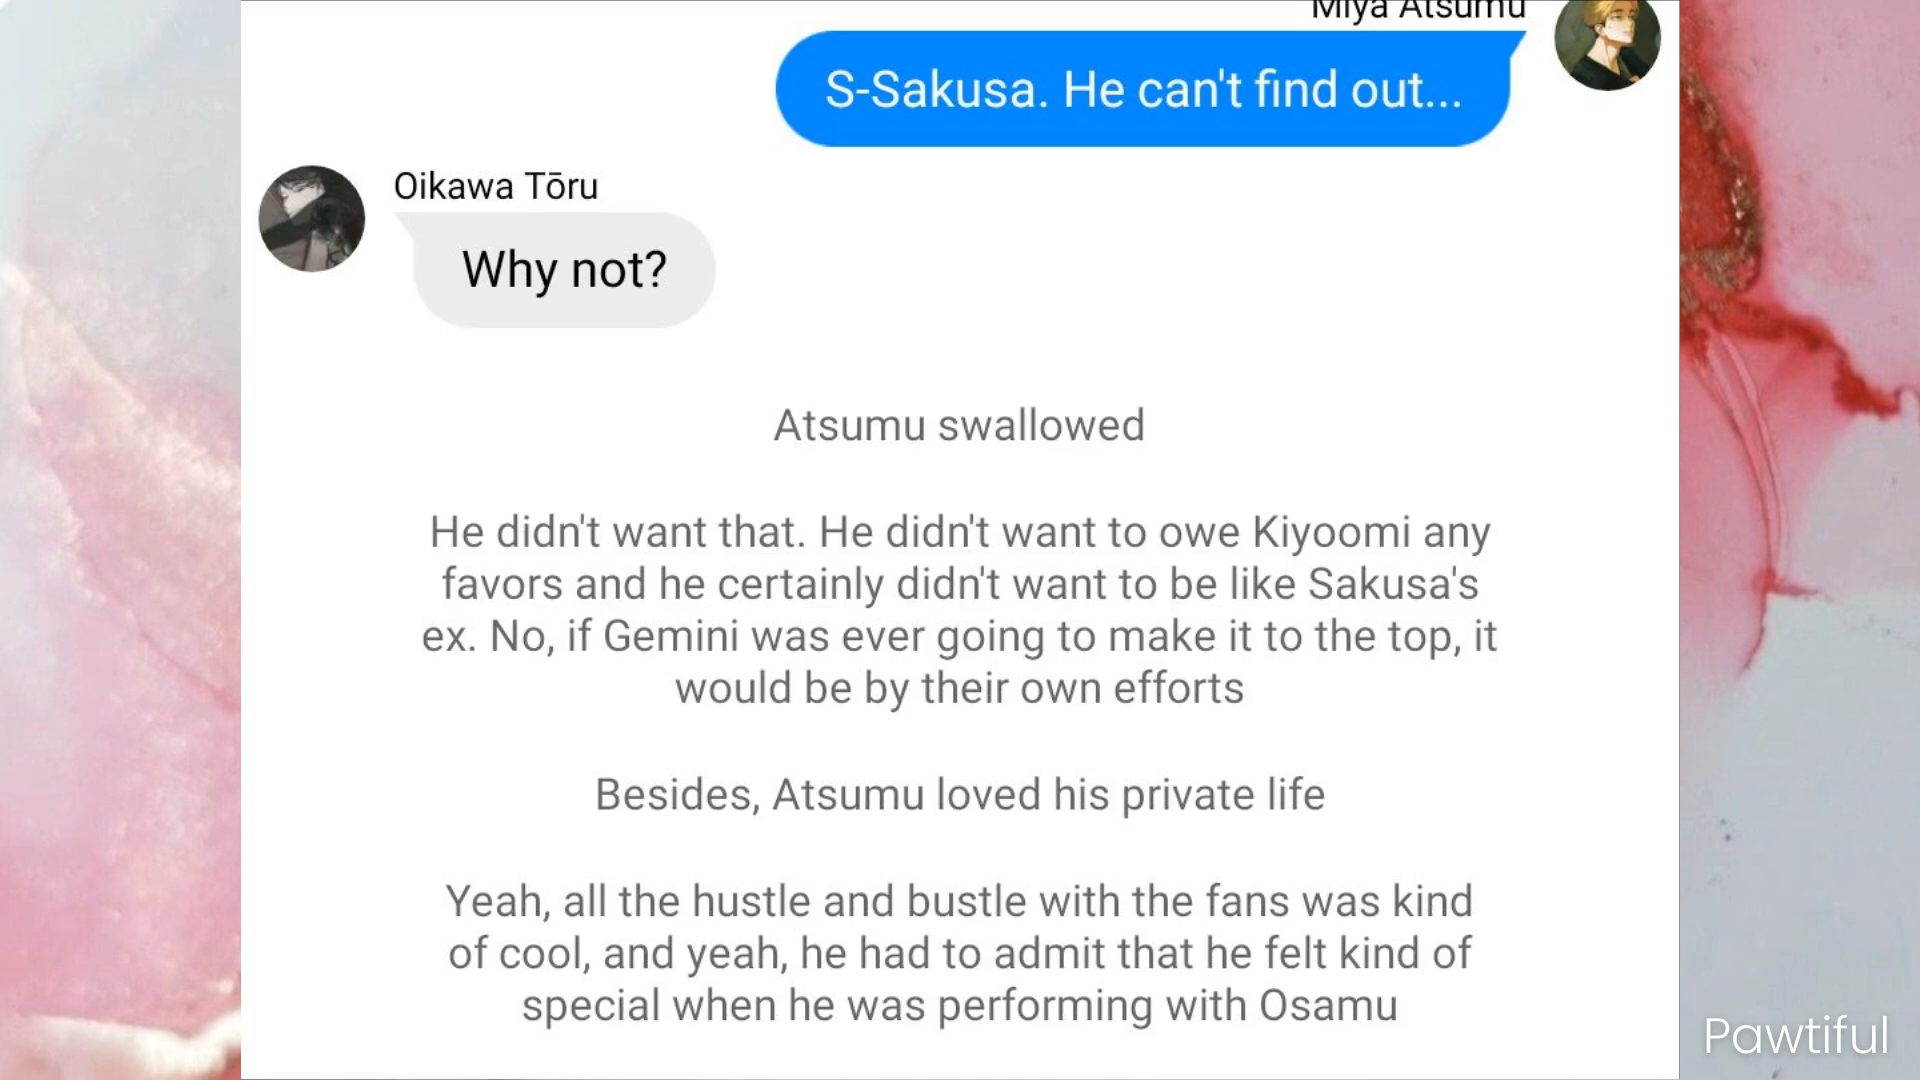 Miya Atsumu
S-Sakusa. He can't find out...
Oikawa Tōru
Why not?
Atsumu swallowed
He didn't want that. He didn't want to owe Kiyoomi any
favors and he certainly didn't want to be like Sakusa's
ex. No, if Gemini was ever going to make it to the top, it
would be by their own efforts
Besides, Atsumu loved his private life
Yeah, all the hustle and bustle with the fans was kind
of cool, and yeah, he had to admit that he felt kind of
special when he was performing with Osamu
Pawtiful